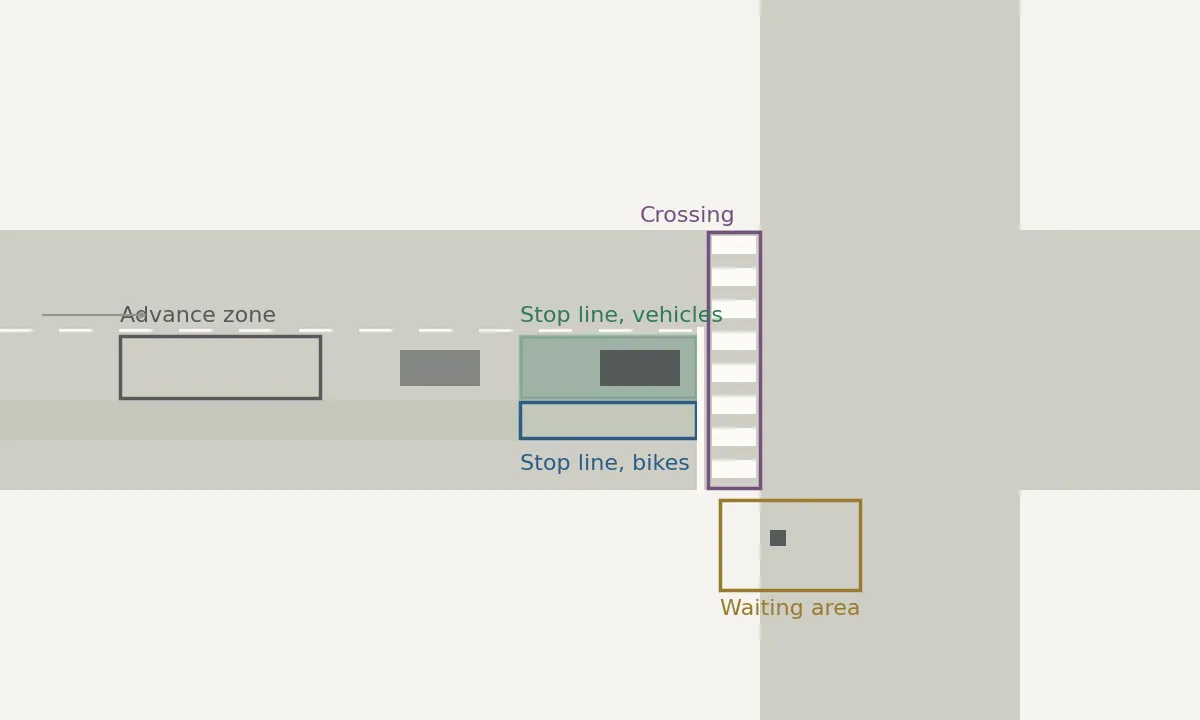 Crossing
Advance zone
Stop line, vehicles
Stop line, bikes
Waiting area